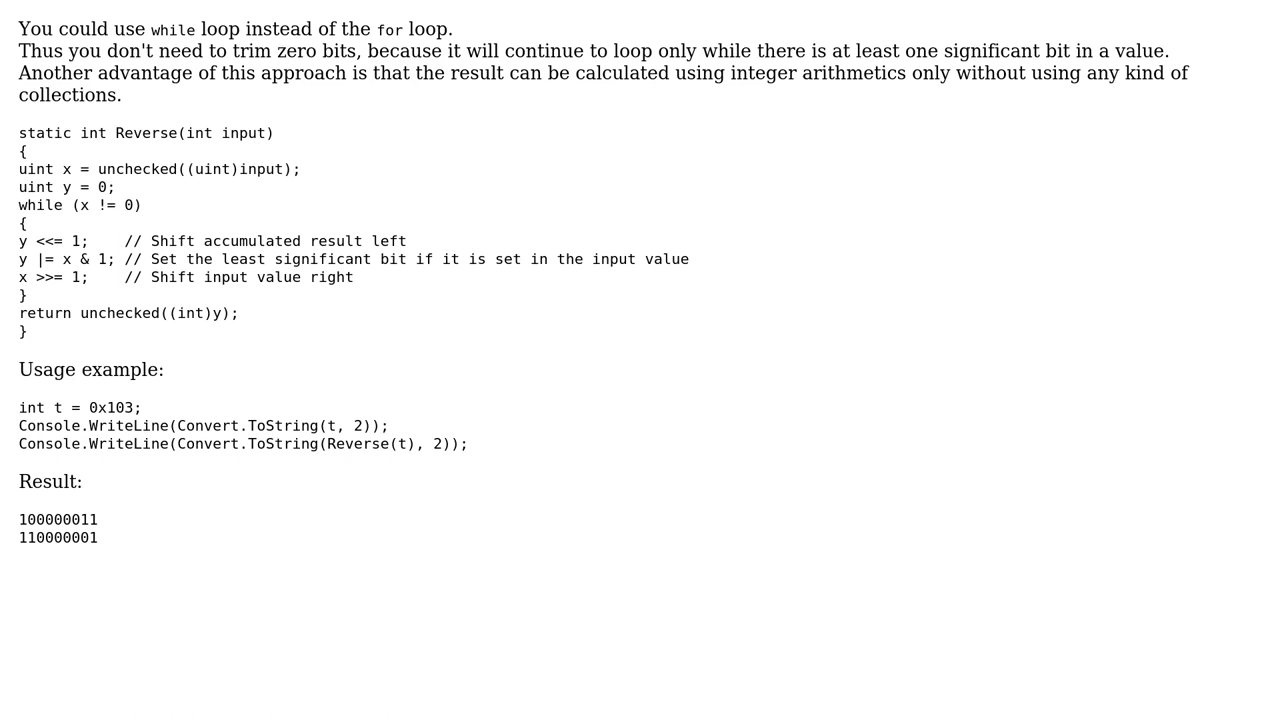 You could use while loop instead of the for loop.
Thus you don't need to trim zero bits, because it will continue to loop only while there is at least one significant bit in a value.
Another advantage of this approach is that the result can be calculated using integer arithmetics only without using any kind of
collections.
static int Reverse(int input)
{
uint x = unchecked((uint)input);
uint y = 0;
while (x != 0)
{
y <<= 1;    // Shift accumulated result left
y |= x & 1; // Set the least significant bit if it is set in the input value
x >>= 1;    // Shift input value right
}
return unchecked((int)y);
}
Usage example:
int t = 0x103;
Console.WriteLine(Convert.ToString(t, 2));
Console.WriteLine(Convert.ToString(Reverse(t), 2));
Result:
100000011
110000001